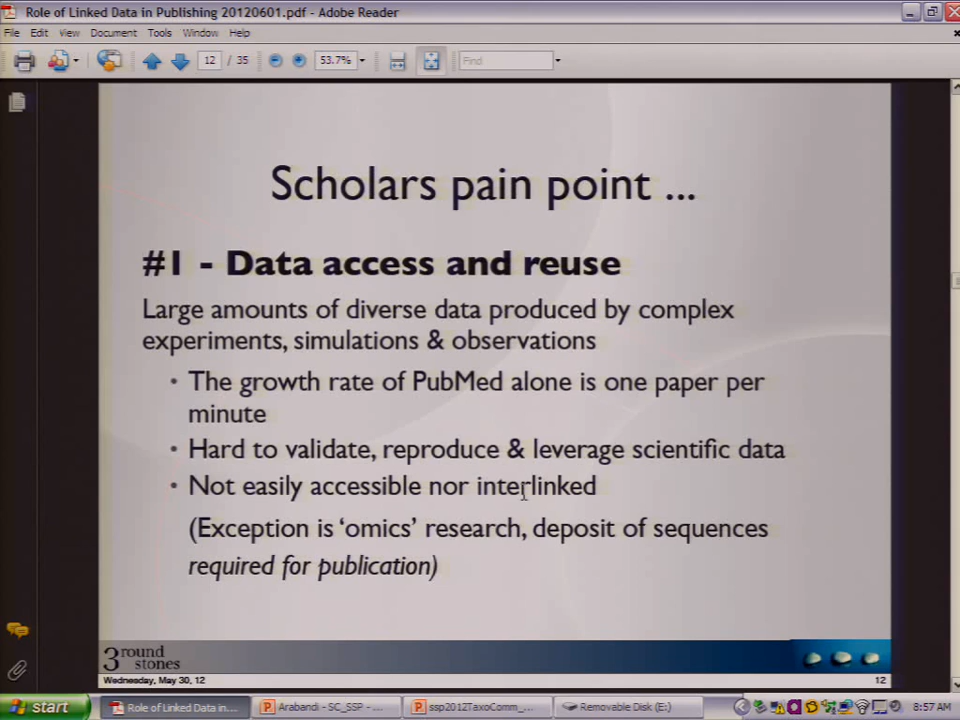 Role of Linked Data in Publishing 20120601.pdf - Adobe Reader
File Edit View Document Tools Window Help
12 / 35 53.7% Find
Scholars pain point ...
#1 - Data access and reuse
Large amounts of diverse data produced by complex
experiments, simulations & observations
• The growth rate of PubMed alone is one paper per
minute
• Hard to validate, reproduce & leverage scientific data
• Not easily accessible nor interlinked
(Exception is ‘omics’ research, deposit of sequences
required for publication)
3 round
stones
Wednesday, May 30, 12 12
start Role of Linked Data in... Arabandi - SC_SSP - ... ssp2012TaxoComm_... Removable Disk (E:) 8:57 AM